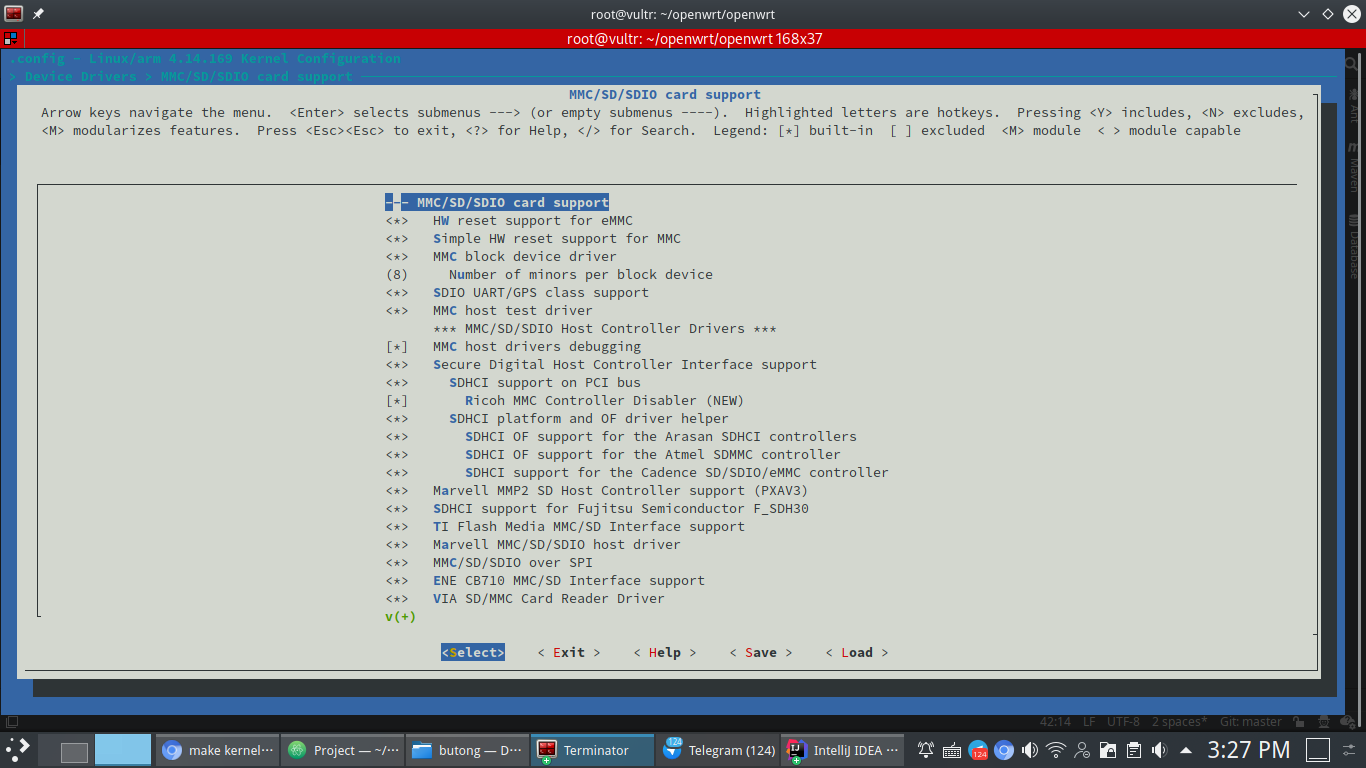 root@vultr: ~/openwrt/openwrt
root@vultr: ~/openwrt/openwrt 168x37
.config - Linux/arm 4.14.169 Kernel Configuration
> Device Drivers > MMC/SD/SDIO card support
MMC/SD/SDIO card support
Arrow keys navigate the menu.  <Enter> selects submenus ---> (or empty submenus ----).  Highlighted letters are hotkeys.  Pressing <Y> includes, <N> excludes,
<M> modularizes features.  Press <Esc><Esc> to exit, <?> for Help, </> for Search.  Legend: [*] built-in  [ ] excluded  <M> module  < > module capable
--- MMC/SD/SDIO card support
<*>   HW reset support for eMMC
<*>   Simple HW reset support for MMC
<*>   MMC block device driver
(8)     Number of minors per block device
<*>   SDIO UART/GPS class support
<*>   MMC host test driver
*** MMC/SD/SDIO Host Controller Drivers ***
[*]   MMC host drivers debugging
<*>   Secure Digital Host Controller Interface support
<*>     SDHCI support on PCI bus
[*]       Ricoh MMC Controller Disabler (NEW)
<*>     SDHCI platform and OF driver helper
<*>       SDHCI OF support for the Arasan SDHCI controllers
<*>       SDHCI OF support for the Atmel SDMMC controller
<*>       SDHCI support for the Cadence SD/SDIO/eMMC controller
<*>   Marvell MMP2 SD Host Controller support (PXAV3)
<*>   SDHCI support for Fujitsu Semiconductor F_SDH30
<*>   TI Flash Media MMC/SD Interface support
<*>   Marvell MMC/SD/SDIO host driver
<*>   MMC/SD/SDIO over SPI
<*>   ENE CB710 MMC/SD Interface support
<*>   VIA SD/MMC Card Reader Driver
v(+)
<Select>    < Exit >    < Help >    < Save >    < Load >
Ant
Maven
Database
42:14  LF  UTF-8  2 spaces*  Git: master
make kernel···
Project — ~/···
butong — D···
Terminator
124
Telegram (124)
IntelliJ IDEA ···
124
3:27 PM